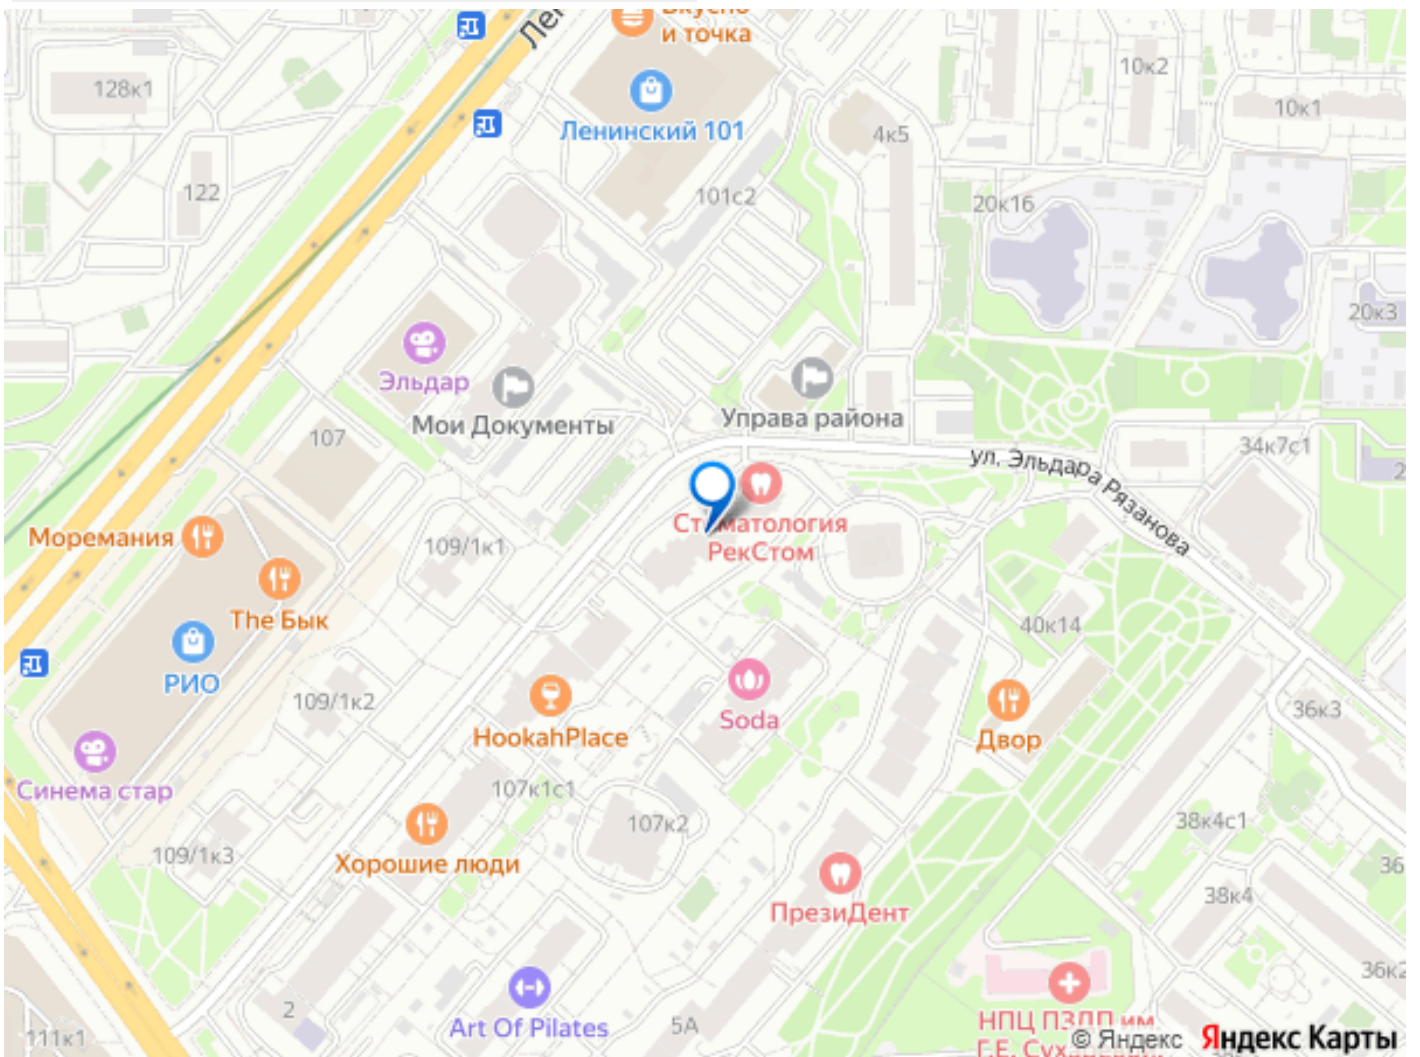 Вкусно
и точка
128к1
10к2
10к1
Ленинский 101
4к5
122
101с2
20к16
20к3
Эльдар
Мои Документы
Управа района
107
ул. Эльдара Рязанова
34к7с1
Стоматология
РекСтом
Моремания
109/1к1
The Бык
40к14
РИО
109/1к2
HookahPlace
Soda
Двор
36к3
Синема стар
107к1с1
107к2
38к4с1
109/1к3
Хорошие люди
36
38к4
ПрезиДент
36к2
2
Art Of Pilates
5А
111к1
НПЦ ПЗДП им.
Г.Е. Сухаревой
© Яндекс
Яндекс Карты